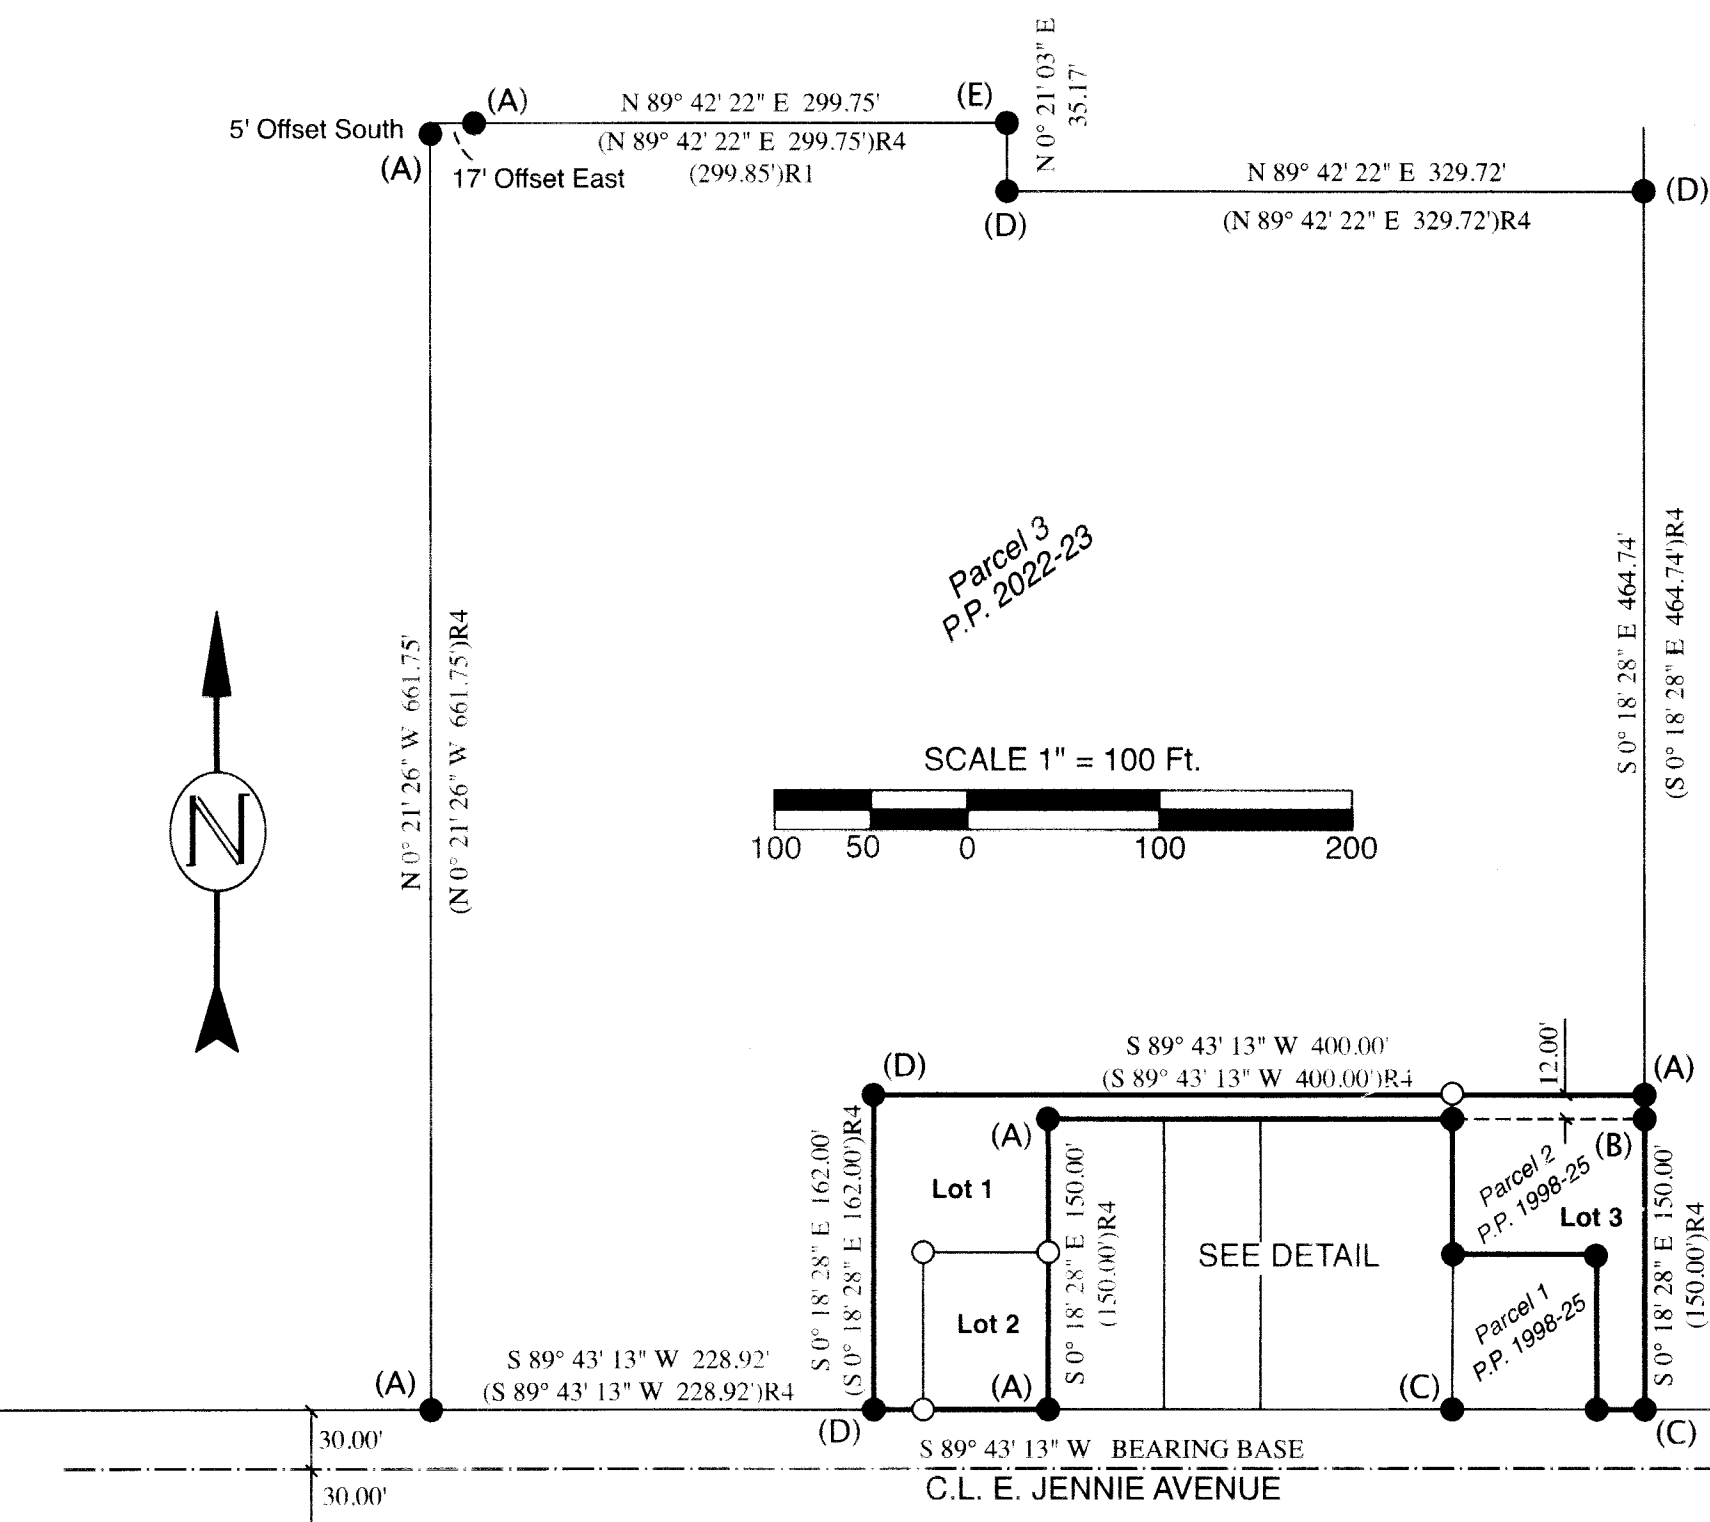 N 0° 21' 03" E
35.17'
(A)
N 89° 42' 22" E 299.75'
(E)
5' Offset South
(N 89° 42' 22" E 299.75')R4
(A)
17' Offset East
(299.85')R1
N 89° 42' 22" E 329.72'
(D)
(D)
(N 89° 42' 22" E 329.72')R4
Parcel 3
P.P. 2022-23
S 0° 18' 28" E 464.74'
(S 0° 18' 28" E 464.74')R4
N 0° 21' 26" W 661.75'
(N 0° 21' 26" W 661.75')R4
N
SCALE 1" = 100 Ft.
100 50 0 100 200
S 89° 43' 13" W 400.00'
(S 89° 43' 13" W 400.00')R4
12.00'
(D)
(A)
(A)
(B)
S 0° 18' 28" E 162.00'
(S 0° 18' 28" E 162.00')R4
Lot 1
S 0° 18' 28" E 150.00'
(150.00')R4
Parcel 2
P.P. 1998-25
Lot 3
S 0° 18' 28" E 150.00'
(150.00')R4
SEE DETAIL
Lot 2
Parcel 1
P.P. 1998-25
S 89° 43' 13" W 228.92'
(S 89° 43' 13" W 228.92')R4
(A)
(A)
(C)
(D)
(C)
30.00'
S 89° 43' 13" W BEARING BASE
C.L. E. JENNIE AVENUE
30.00'